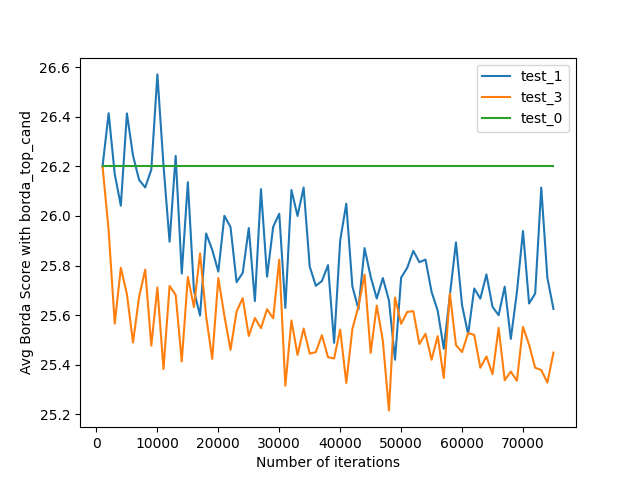 26.6
26.4
26.2
26.0
25.8
25.6
25.4
25.2
Avg Borda Score with borda_top_cand
test_1
test_3
test_0
0 10000 20000 30000 40000 50000 60000 70000
Number of iterations